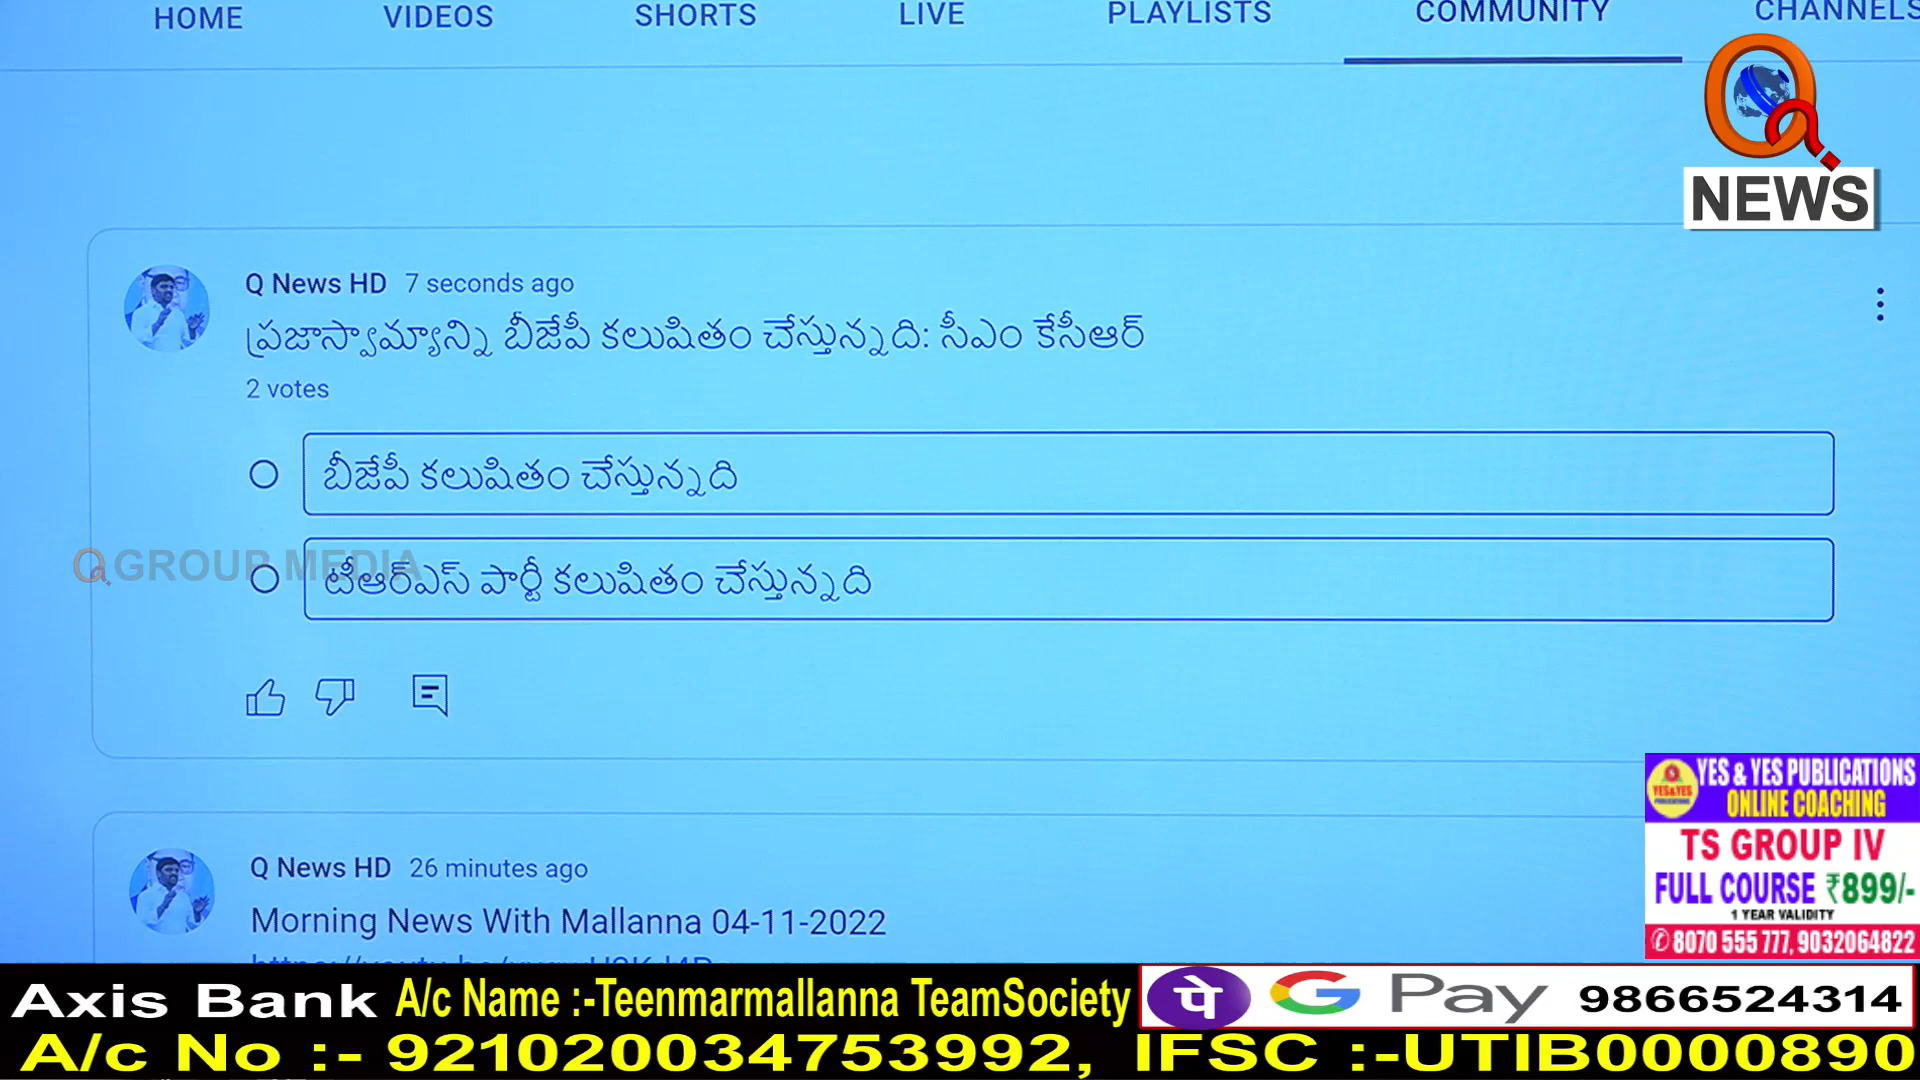 HOME VIDEOS SHORTS LIVE PLAYLISTS COMMUNITY CHANNELS
Q NEWS
Q News HD 7 seconds ago
ప్రజాస్వామ్యాన్ని బీజేపీ కలుషితం చేస్తున్నది: సీఎం కేసీఆర్
2 votes
బీజేపీ కలుషితం చేస్తున్నది
Q GROUP MEDIA
టీఆర్ఎస్ పార్టీ కలుషితం చేస్తున్నది
Q News HD 26 minutes ago
Morning News With Mallanna 04-11-2022
YES & YES PUBLICATIONS
ONLINE COACHING
YES&YES
TS GROUP IV
FULL COURSE ₹899/-
1 YEAR VALIDITY
8070 555 777, 9032064822
Axis Bank A/c Name :-Teenmarmallanna TeamSociety पे G Pay 9866524314
A/c No :- 921020034753992, IFSC :-UTIB0000890